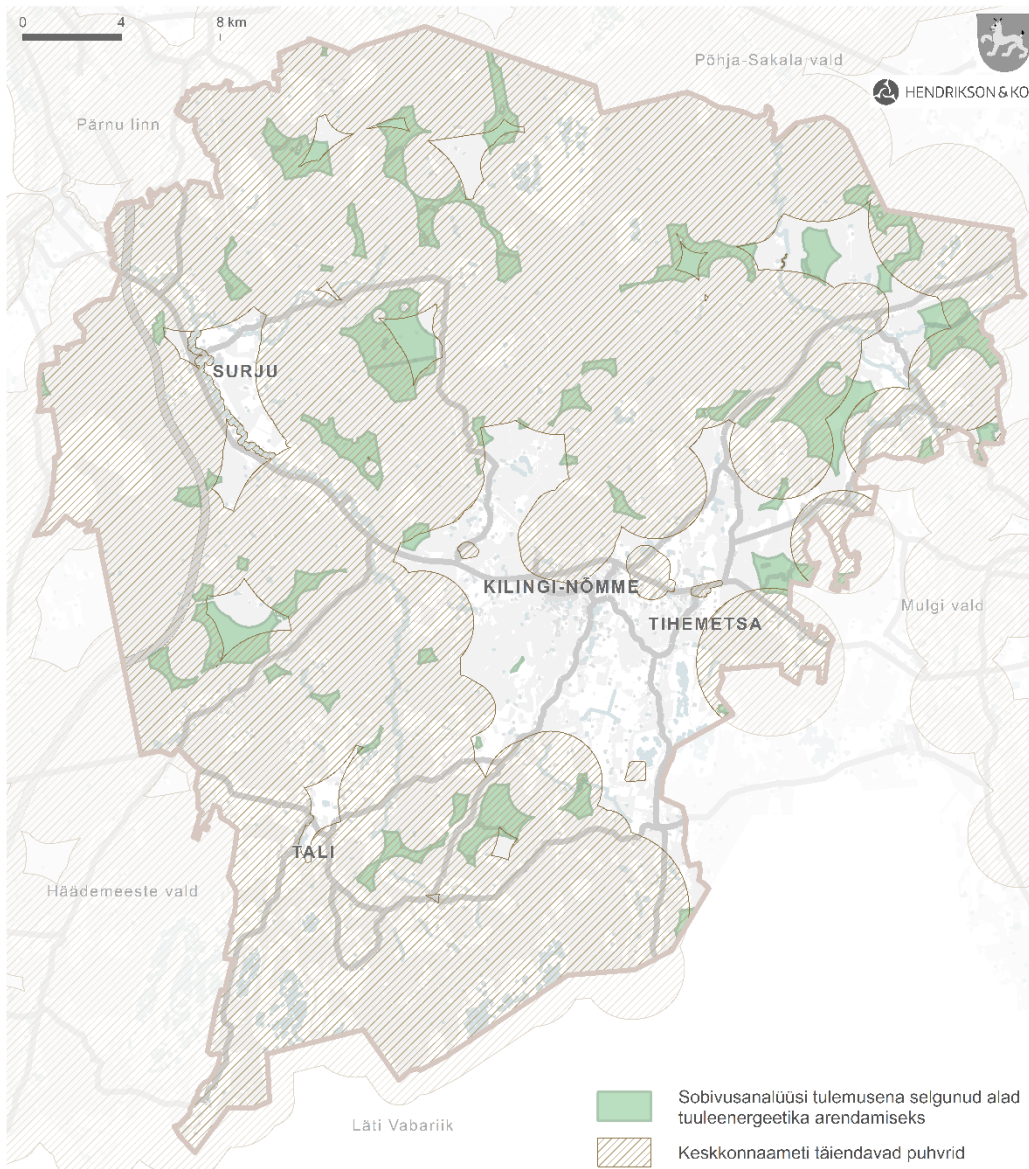 0 4 8 km
Põhja-Sakala vald
HENDRIKSON & KO
Pärnu linn
SURJU
KILINGI-NÕMME
TIHEMETSA
Mulgi vald
TALI
Häädemeeste vald
Läti Vabariik
Sobivusanalüüsi tulemusena selgunud alad
tuuleenergeetika arendamiseks
Keskkonnaameti täiendavad puhvrid